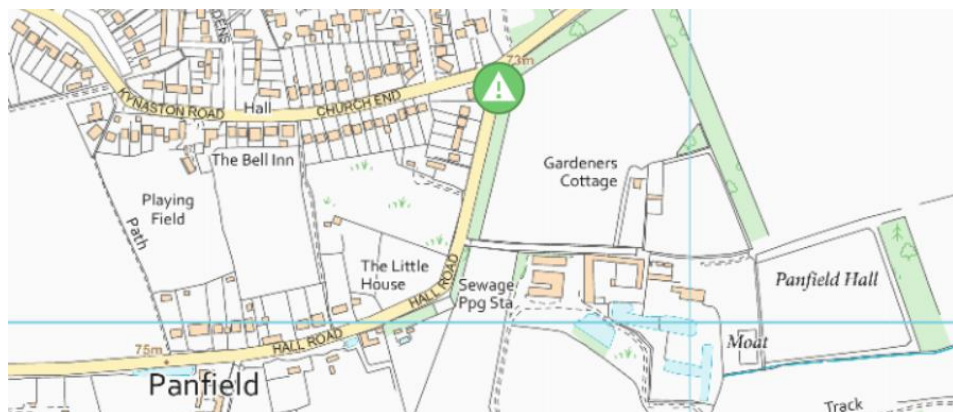 DENS
73m
KYNASTON ROAD
Hall
CHURCH END
The Bell Inn
Gardeners
Cottage
Playing
Field
Path
The Little
House
HALL ROAD
Sewage
Ppg Sta
Panfield Hall
Moat
HALL ROAD
75m
Panfield
Track